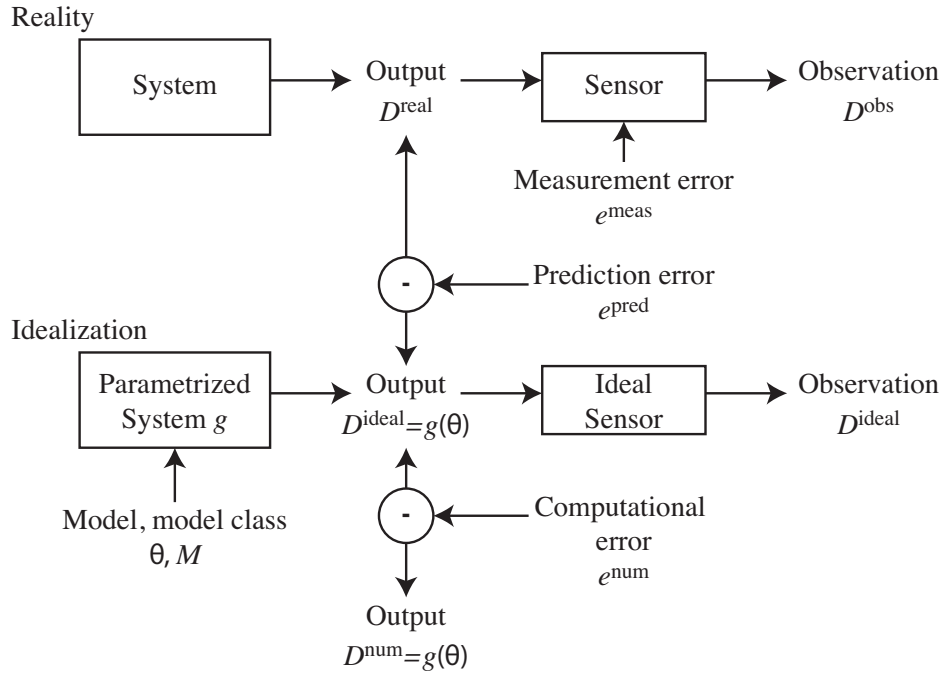 Reality
System
Output
D^real
Sensor
Observation
D^obs
Measurement error
e^meas
-
Prediction error
e^pred
Idealization
Parametrized
System g
Output
D^ideal=g(θ)
Ideal
Sensor
Observation
D^ideal
Model, model class
θ, M
-
Computational
error
e^num
Output
D^num=g(θ)